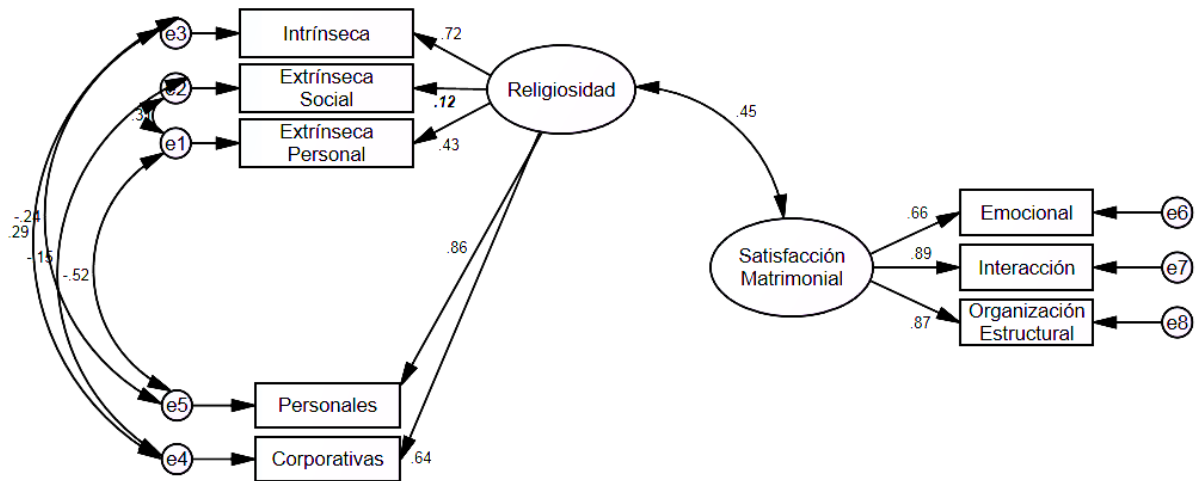 e3
Intrínseca
.72
e2
Extrínseca
Social
.12
Religiosidad
e1
Extrínseca
Personal
.43
.45
-.24
.29
-.15
-.52
.86
Satisfacción
Matrimonial
.66
Emocional
e6
.89
Interacción
e7
.87
Organización
Estructural
e8
e5
Personales
e4
Corporativas
.64